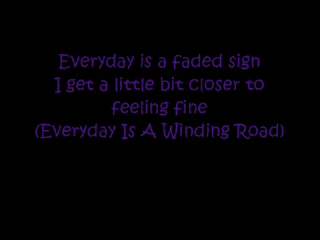 Everyday is a faded sign
I get a little bit closer to
feeling fine
(Everyday Is A Winding Road)